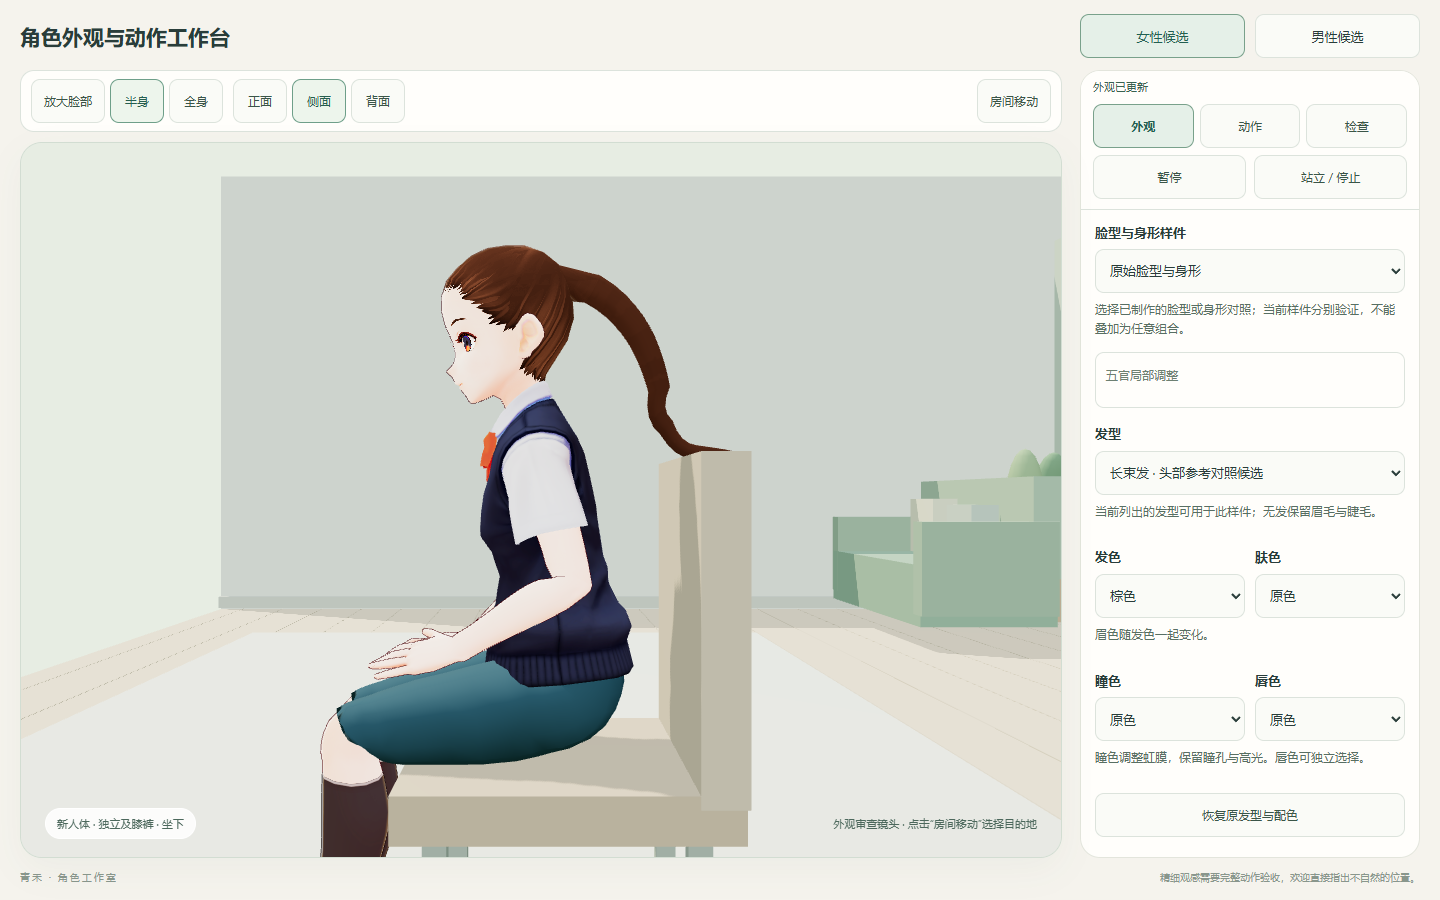 角色外观与动作工作台
女性候选
男性候选
放大脸部
半身
全身
正面
侧面
背面
房间移动
外观已更新
外观
动作
检查
暂停
站立 / 停止
脸型与身形样件
原始脸型与身形
选择已制作的脸型或身形对照；当前样件分别验证，不能
叠加为任意组合。
五官局部调整
发型
长束发 · 头部参考对照候选
当前列出的发型可用于此样件；无发保留眉毛与睫毛。
发色
肤色
棕色
原色
眉色随发色一起变化。
瞳色
唇色
原色
原色
瞳色调整虹膜，保留瞳孔与高光。唇色可独立选择。
恢复原发型与配色
新人体 · 独立及膝裤 · 坐下
外观审查镜头 · 点击“房间移动”选择目的地
青禾 · 角色工作室
精细观感需要完整动作验收，欢迎直接指出不自然的位置。